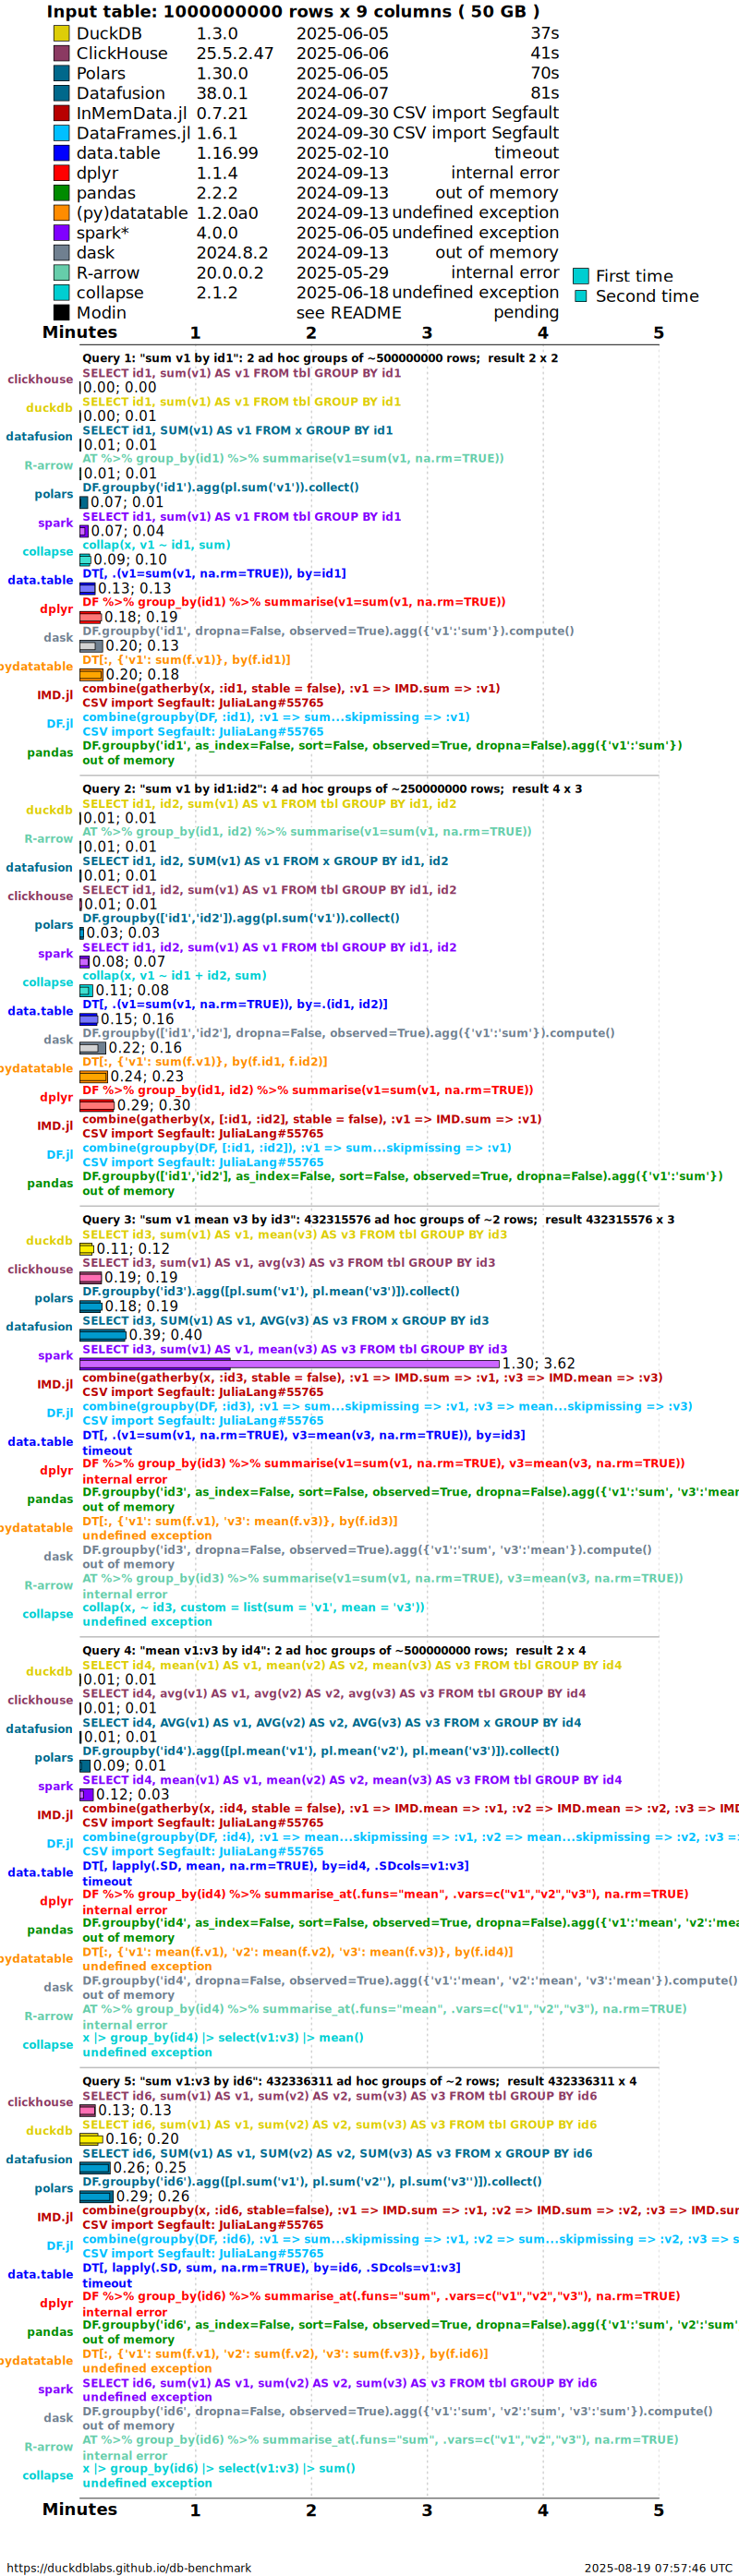 Input table: 1000000000 rows x 9 columns ( 50 GB )
DuckDB 1.3.0 2025-06-05 37s
ClickHouse 25.5.2.47 2025-06-06 41s
Polars 1.30.0 2025-06-05 70s
Datafusion 38.0.1 2024-06-07 81s
InMemData.jl 0.7.21 2024-09-30 CSV import Segfault
DataFrames.jl 1.6.1 2024-09-30 CSV import Segfault
data.table 1.16.99 2025-02-10 timeout
dplyr 1.1.4 2024-09-13 internal error
pandas 2.2.2 2024-09-13 out of memory
(py)datatable 1.2.0a0 2024-09-13 undefined exception
spark* 4.0.0 2025-06-05 undefined exception
dask 2024.8.2 2024-09-13 out of memory
R-arrow 20.0.0.2 2025-05-29 internal error
First time
collapse 2.1.2 2025-06-18 undefined exception
Second time
Modin see README pending
Minutes 1 2 3 4 5
Query 1: "sum v1 by id1": 2 ad hoc groups of ~500000000 rows;  result 2 x 2
clickhouse SELECT id1, sum(v1) AS v1 FROM tbl GROUP BY id1
0.00; 0.00
duckdb SELECT id1, sum(v1) AS v1 FROM tbl GROUP BY id1
0.00; 0.01
datafusion SELECT id1, SUM(v1) AS v1 FROM x GROUP BY id1
0.01; 0.01
R-arrow AT %>% group_by(id1) %>% summarise(v1=sum(v1, na.rm=TRUE))
0.01; 0.01
polars DF.groupby('id1').agg(pl.sum('v1')).collect()
0.07; 0.01
spark SELECT id1, sum(v1) AS v1 FROM tbl GROUP BY id1
0.07; 0.04
collapse collap(x, v1 ~ id1, sum)
0.09; 0.10
data.table DT[, .(v1=sum(v1, na.rm=TRUE)), by=id1]
0.13; 0.13
dplyr DF %>% group_by(id1) %>% summarise(v1=sum(v1, na.rm=TRUE))
0.18; 0.19
dask DF.groupby('id1', dropna=False, observed=True).agg({'v1':'sum'}).compute()
0.20; 0.13
pydatatable DT[:, {'v1': sum(f.v1)}, by(f.id1)]
0.20; 0.18
IMD.jl combine(gatherby(x, :id1, stable = false), :v1 => IMD.sum => :v1)
CSV import Segfault: JuliaLang#55765
DF.jl combine(groupby(DF, :id1), :v1 => sum...skipmissing => :v1)
CSV import Segfault: JuliaLang#55765
pandas DF.groupby('id1', as_index=False, sort=False, observed=True, dropna=False).agg({'v1':'sum'})
out of memory
Query 2: "sum v1 by id1:id2": 4 ad hoc groups of ~250000000 rows;  result 4 x 3
duckdb SELECT id1, id2, sum(v1) AS v1 FROM tbl GROUP BY id1, id2
0.01; 0.01
R-arrow AT %>% group_by(id1, id2) %>% summarise(v1=sum(v1, na.rm=TRUE))
0.01; 0.01
datafusion SELECT id1, id2, SUM(v1) AS v1 FROM x GROUP BY id1, id2
0.01; 0.01
clickhouse SELECT id1, id2, sum(v1) AS v1 FROM tbl GROUP BY id1, id2
0.01; 0.01
polars DF.groupby(['id1','id2']).agg(pl.sum('v1')).collect()
0.03; 0.03
spark SELECT id1, id2, sum(v1) AS v1 FROM tbl GROUP BY id1, id2
0.08; 0.07
collapse collap(x, v1 ~ id1 + id2, sum)
0.11; 0.08
data.table DT[, .(v1=sum(v1, na.rm=TRUE)), by=.(id1, id2)]
0.15; 0.16
dask DF.groupby(['id1','id2'], dropna=False, observed=True).agg({'v1':'sum'}).compute()
0.22; 0.16
pydatatable DT[:, {'v1': sum(f.v1)}, by(f.id1, f.id2)]
0.24; 0.23
dplyr DF %>% group_by(id1, id2) %>% summarise(v1=sum(v1, na.rm=TRUE))
0.29; 0.30
IMD.jl combine(gatherby(x, [:id1, :id2], stable = false), :v1 => IMD.sum => :v1)
CSV import Segfault: JuliaLang#55765
DF.jl combine(groupby(DF, [:id1, :id2]), :v1 => sum...skipmissing => :v1)
CSV import Segfault: JuliaLang#55765
pandas DF.groupby(['id1','id2'], as_index=False, sort=False, observed=True, dropna=False).agg({'v1':'sum'})
out of memory
Query 3: "sum v1 mean v3 by id3": 432315576 ad hoc groups of ~2 rows;  result 432315576 x 3
duckdb SELECT id3, sum(v1) AS v1, mean(v3) AS v3 FROM tbl GROUP BY id3
0.11; 0.12
clickhouse SELECT id3, sum(v1) AS v1, avg(v3) AS v3 FROM tbl GROUP BY id3
0.19; 0.19
polars DF.groupby('id3').agg([pl.sum('v1'), pl.mean('v3')]).collect()
0.18; 0.19
datafusion SELECT id3, SUM(v1) AS v1, AVG(v3) AS v3 FROM x GROUP BY id3
0.39; 0.40
spark SELECT id3, sum(v1) AS v1, mean(v3) AS v3 FROM tbl GROUP BY id3
1.30; 3.62
IMD.jl combine(gatherby(x, :id3, stable = false), :v1 => IMD.sum => :v1, :v3 => IMD.mean => :v3)
CSV import Segfault: JuliaLang#55765
DF.jl combine(groupby(DF, :id3), :v1 => sum...skipmissing => :v1, :v3 => mean...skipmissing => :v3)
CSV import Segfault: JuliaLang#55765
data.table DT[, .(v1=sum(v1, na.rm=TRUE), v3=mean(v3, na.rm=TRUE)), by=id3]
timeout
dplyr DF %>% group_by(id3) %>% summarise(v1=sum(v1, na.rm=TRUE), v3=mean(v3, na.rm=TRUE))
internal error
pandas DF.groupby('id3', as_index=False, sort=False, observed=True, dropna=False).agg({'v1':'sum', 'v3':'mean
out of memory
pydatatable DT[:, {'v1': sum(f.v1), 'v3': mean(f.v3)}, by(f.id3)]
undefined exception
dask DF.groupby('id3', dropna=False, observed=True).agg({'v1':'sum', 'v3':'mean'}).compute()
out of memory
R-arrow AT %>% group_by(id3) %>% summarise(v1=sum(v1, na.rm=TRUE), v3=mean(v3, na.rm=TRUE))
internal error
collapse collap(x, ~ id3, custom = list(sum = 'v1', mean = 'v3'))
undefined exception
Query 4: "mean v1:v3 by id4": 2 ad hoc groups of ~500000000 rows;  result 2 x 4
duckdb SELECT id4, mean(v1) AS v1, mean(v2) AS v2, mean(v3) AS v3 FROM tbl GROUP BY id4
0.01; 0.01
clickhouse SELECT id4, avg(v1) AS v1, avg(v2) AS v2, avg(v3) AS v3 FROM tbl GROUP BY id4
0.01; 0.01
datafusion SELECT id4, AVG(v1) AS v1, AVG(v2) AS v2, AVG(v3) AS v3 FROM x GROUP BY id4
0.01; 0.01
polars DF.groupby('id4').agg([pl.mean('v1'), pl.mean('v2'), pl.mean('v3')]).collect()
0.09; 0.01
spark SELECT id4, mean(v1) AS v1, mean(v2) AS v2, mean(v3) AS v3 FROM tbl GROUP BY id4
0.12; 0.03
IMD.jl combine(gatherby(x, :id4, stable = false), :v1 => IMD.mean => :v1, :v2 => IMD.mean => :v2, :v3 => IMD
CSV import Segfault: JuliaLang#55765
DF.jl combine(groupby(DF, :id4), :v1 => mean...skipmissing => :v1, :v2 => mean...skipmissing => :v2, :v3 =>
CSV import Segfault: JuliaLang#55765
data.table DT[, lapply(.SD, mean, na.rm=TRUE), by=id4, .SDcols=v1:v3]
timeout
dplyr DF %>% group_by(id4) %>% summarise_at(.funs="mean", .vars=c("v1","v2","v3"), na.rm=TRUE)
internal error
pandas DF.groupby('id4', as_index=False, sort=False, observed=True, dropna=False).agg({'v1':'mean', 'v2':'mea
out of memory
pydatatable DT[:, {'v1': mean(f.v1), 'v2': mean(f.v2), 'v3': mean(f.v3)}, by(f.id4)]
undefined exception
dask DF.groupby('id4', dropna=False, observed=True).agg({'v1':'mean', 'v2':'mean', 'v3':'mean'}).compute()
out of memory
R-arrow AT %>% group_by(id4) %>% summarise_at(.funs="mean", .vars=c("v1","v2","v3"), na.rm=TRUE)
internal error
collapse x |> group_by(id4) |> select(v1:v3) |> mean()
undefined exception
Query 5: "sum v1:v3 by id6": 432336311 ad hoc groups of ~2 rows;  result 432336311 x 4
clickhouse SELECT id6, sum(v1) AS v1, sum(v2) AS v2, sum(v3) AS v3 FROM tbl GROUP BY id6
0.13; 0.13
duckdb SELECT id6, sum(v1) AS v1, sum(v2) AS v2, sum(v3) AS v3 FROM tbl GROUP BY id6
0.16; 0.20
datafusion SELECT id6, SUM(v1) AS v1, SUM(v2) AS v2, SUM(v3) AS v3 FROM x GROUP BY id6
0.26; 0.25
polars DF.groupby('id6').agg([pl.sum('v1'), pl.sum('v2''), pl.sum('v3'')]).collect()
0.29; 0.26
IMD.jl combine(groupby(x, :id6, stable=false), :v1 => IMD.sum => :v1, :v2 => IMD.sum => :v2, :v3 => IMD.sur
CSV import Segfault: JuliaLang#55765
DF.jl combine(groupby(DF, :id6), :v1 => sum...skipmissing => :v1, :v2 => sum...skipmissing => :v2, :v3 => s
CSV import Segfault: JuliaLang#55765
data.table DT[, lapply(.SD, sum, na.rm=TRUE), by=id6, .SDcols=v1:v3]
timeout
dplyr DF %>% group_by(id6) %>% summarise_at(.funs="sum", .vars=c("v1","v2","v3"), na.rm=TRUE)
internal error
pandas DF.groupby('id6', as_index=False, sort=False, observed=True, dropna=False).agg({'v1':'sum', 'v2':'sum'
out of memory
pydatatable DT[:, {'v1': sum(f.v1), 'v2': sum(f.v2), 'v3': sum(f.v3)}, by(f.id6)]
undefined exception
spark SELECT id6, sum(v1) AS v1, sum(v2) AS v2, sum(v3) AS v3 FROM tbl GROUP BY id6
undefined exception
dask DF.groupby('id6', dropna=False, observed=True).agg({'v1':'sum', 'v2':'sum', 'v3':'sum'}).compute()
out of memory
R-arrow AT %>% group_by(id6) %>% summarise_at(.funs="sum", .vars=c("v1","v2","v3"), na.rm=TRUE)
internal error
collapse x |> group_by(id6) |> select(v1:v3) |> sum()
undefined exception
Minutes 1 2 3 4 5
https://duckdblabs.github.io/db-benchmark 2025-08-19 07:57:46 UTC